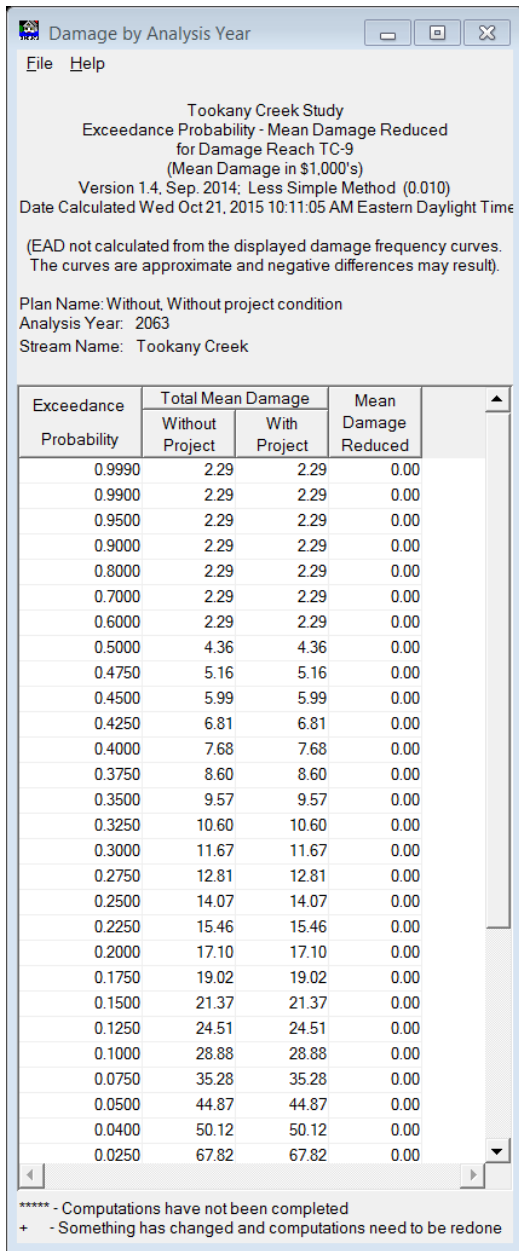 Damage by Analysis Year
File Help
Tookany Creek Study
Exceedance Probability - Mean Damage Reduced
for Damage Reach TC-9
(Mean Damage in $1,000's)
Version 1.4, Sep. 2014; Less Simple Method (0.010)
Date Calculated Wed Oct 21, 2015 10:11:05 AM Eastern Daylight Time
(EAD not calculated from the displayed damage frequency curves.
The curves are approximate and negative differences may result).
Plan Name: Without, Without project condition
Analysis Year: 2063
Stream Name: Tookany Creek
Exceedance Probability Total Mean Damage Mean Damage Reduced
Without Project With Project
0.9990 2.29 2.29 0.00
0.9900 2.29 2.29 0.00
0.9500 2.29 2.29 0.00
0.9000 2.29 2.29 0.00
0.8000 2.29 2.29 0.00
0.7000 2.29 2.29 0.00
0.6000 2.29 2.29 0.00
0.5000 4.36 4.36 0.00
0.4750 5.16 5.16 0.00
0.4500 5.99 5.99 0.00
0.4250 6.81 6.81 0.00
0.4000 7.68 7.68 0.00
0.3750 8.60 8.60 0.00
0.3500 9.57 9.57 0.00
0.3250 10.60 10.60 0.00
0.3000 11.67 11.67 0.00
0.2750 12.81 12.81 0.00
0.2500 14.07 14.07 0.00
0.2250 15.46 15.46 0.00
0.2000 17.10 17.10 0.00
0.1750 19.02 19.02 0.00
0.1500 21.37 21.37 0.00
0.1250 24.51 24.51 0.00
0.1000 28.88 28.88 0.00
0.0750 35.28 35.28 0.00
0.0500 44.87 44.87 0.00
0.0400 50.12 50.12 0.00
0.0250 67.82 67.82 0.00
***** - Computations have not been completed
+ - Something has changed and computations need to be redone